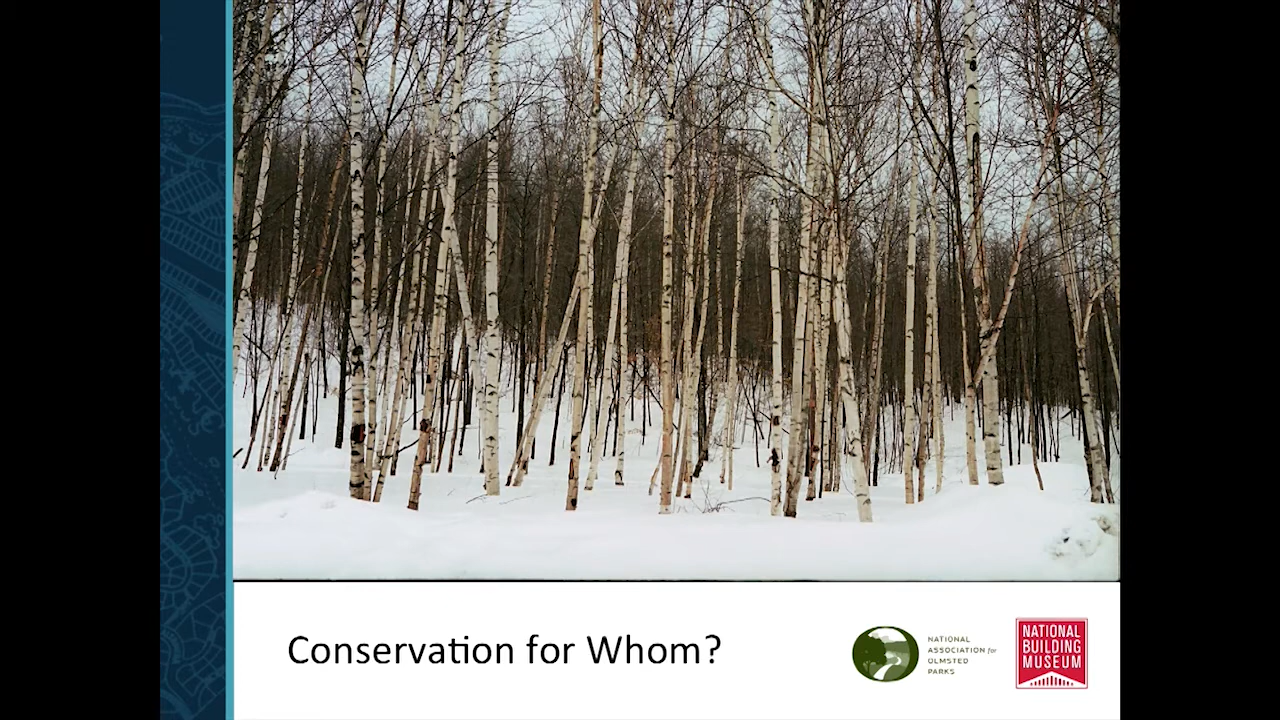 Conservation for Whom?
NATIONAL
ASSOCIATION for
OLMSTED
PARKS
NATIONAL
BUILDING
MUSEUM